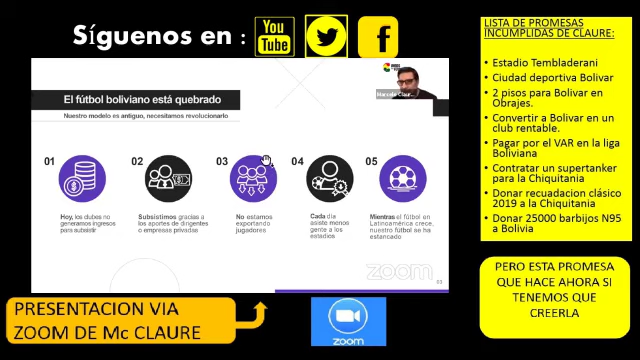 Síguenos en :
You
Tube
f
LISTA DE PROMESAS
INCUMPLIDAS DE CLAURE:
• Estadio Tembladerani
• Ciudad deportiva Bolivar
• 2 pisos para Bolivar en
Obrajes.
• Convertir a Bolivar en un
club rentable.
• Pagar por el VAR en la liga
Boliviana
• Contratar un supertanker
para la Chiquitania
• Donar recuadacion clásico
2019 a la Chiquitania
• Donar 25000 barbijos N95
a Bolivia
El fútbol boliviano está quebrado
Nuestro modelo es antiguo, necesitamos revolucionarlo
Marcelo Claur...
01
02
03
04
05
Hoy, los clubes no
generamos ingresos
para subsistir
Subsistimos gracias a
los aportes de dirigentes
o empresas privadas
No estamos
exportando
jugadores
Cada día
asiste menos
gente a los
estadios
Mientras el fútbol en
Latinoamérica crece,
nuestro fútbol se ha
estancado
zoom
PRESENTACION VIA
ZOOM DE Mc CLAURE
zoom
PERO ESTA PROMESA
QUE HACE AHORA SI
TENEMOS QUE
CREERLA